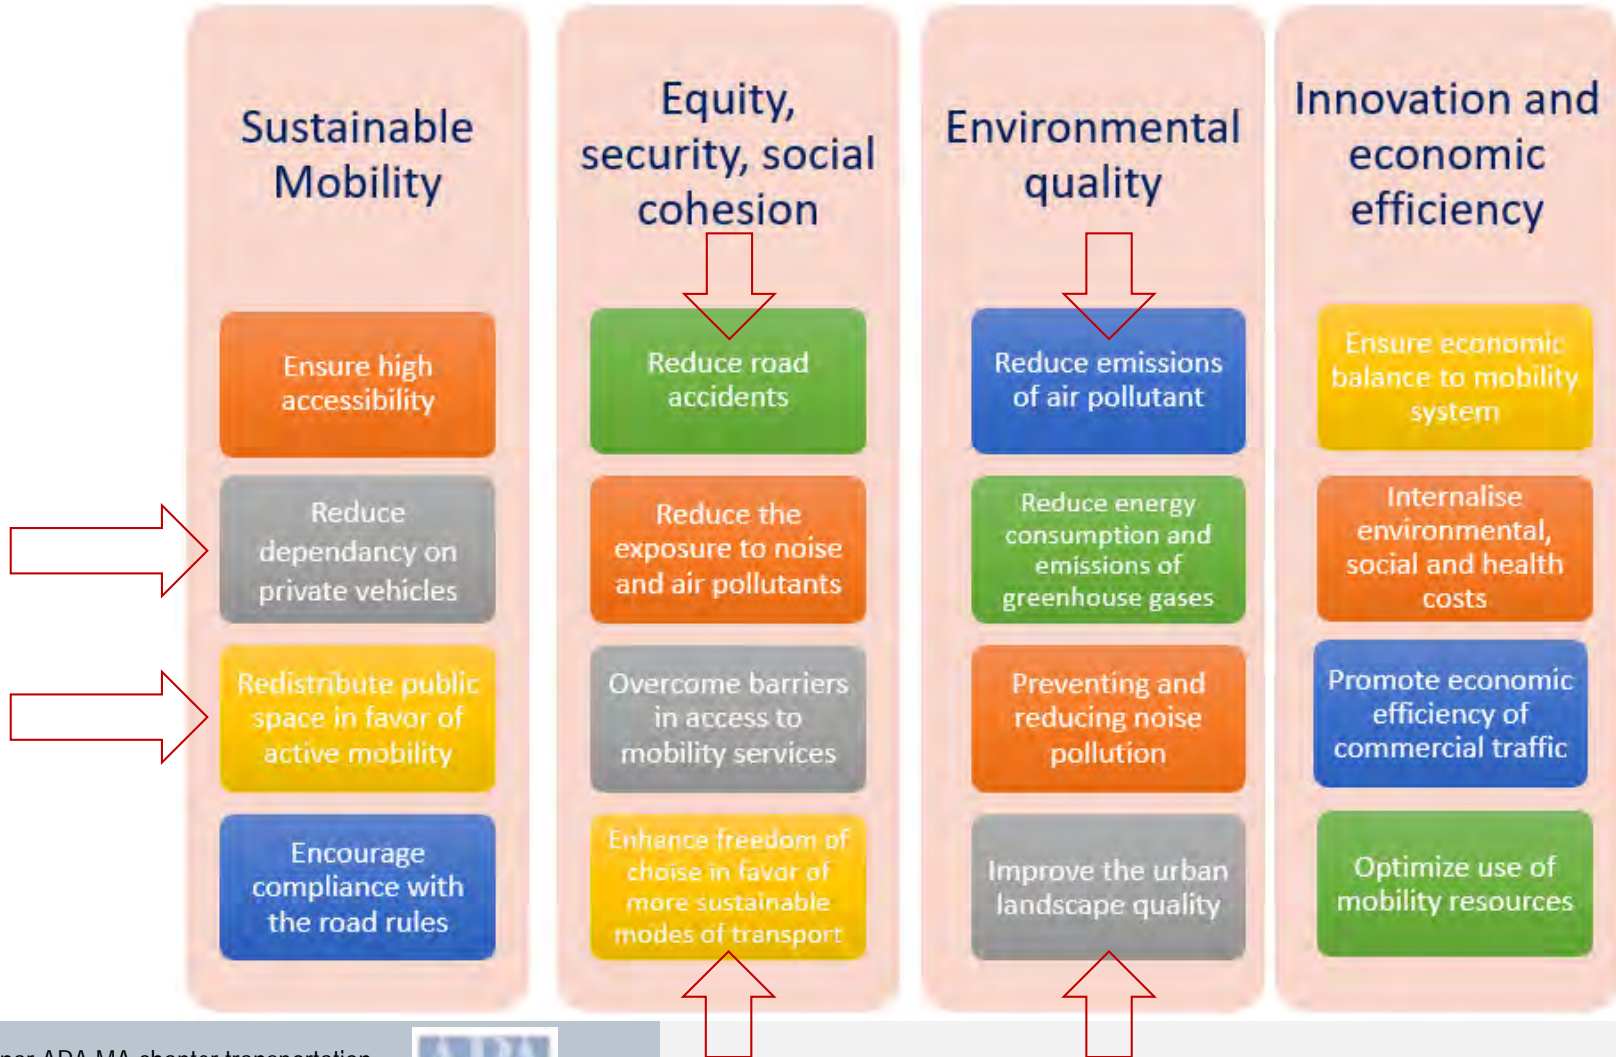 Sustainable
Mobility
Ensure high
accessibility
Reduce
dependancy on
private vehicles
Redistribute public
space in favor of
active mobility
Encourage
compliance with
the road rules
Equity,
security, social
cohesion
Reduce road
accidents
Reduce the
exposure to noise
and air pollutants
Overcome barriers
in access to
mobility services
Enhance freedom of
choise in favor of
more sustainable
modes of transport
Environmental
quality
Reduce emissions
of air pollutant
Reduce energy
consumption and
emissions of
greenhouse gases
Preventing and
reducing noise
pollution
Improve the urban
landscape quality
Innovation and
economic
efficiency
Ensure economic
balance to mobility
system
Internalise
environmental,
social and health
costs
Promote economic
efficiency of
commercial traffic
Optimize use of
mobility resources
APA MA chapter transportation